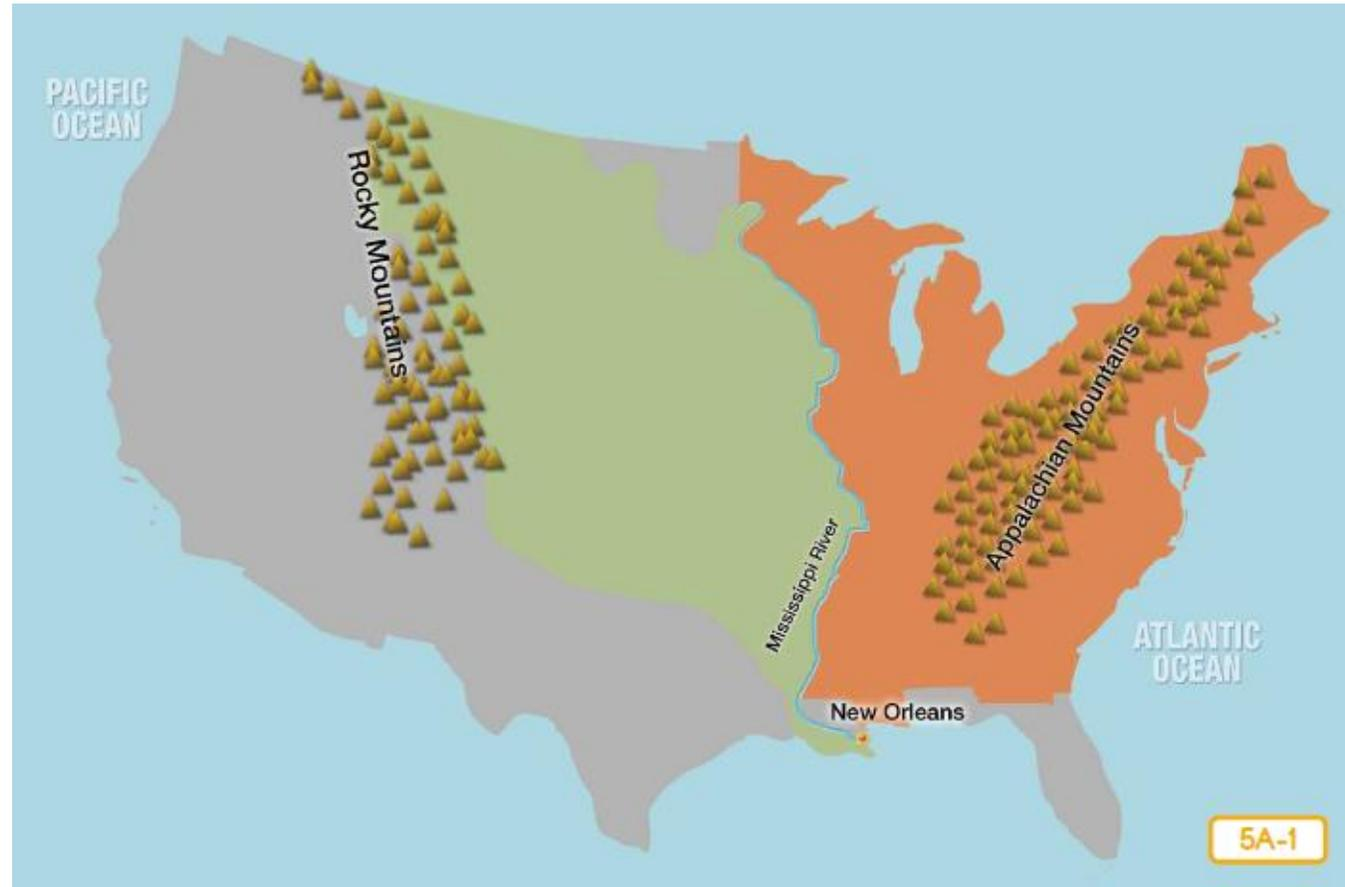 PACIFIC
OCEAN
Rocky Mountains
Appalachian Mountains
Mississippi River
New Orleans
ATLANTIC
OCEAN
5A-1